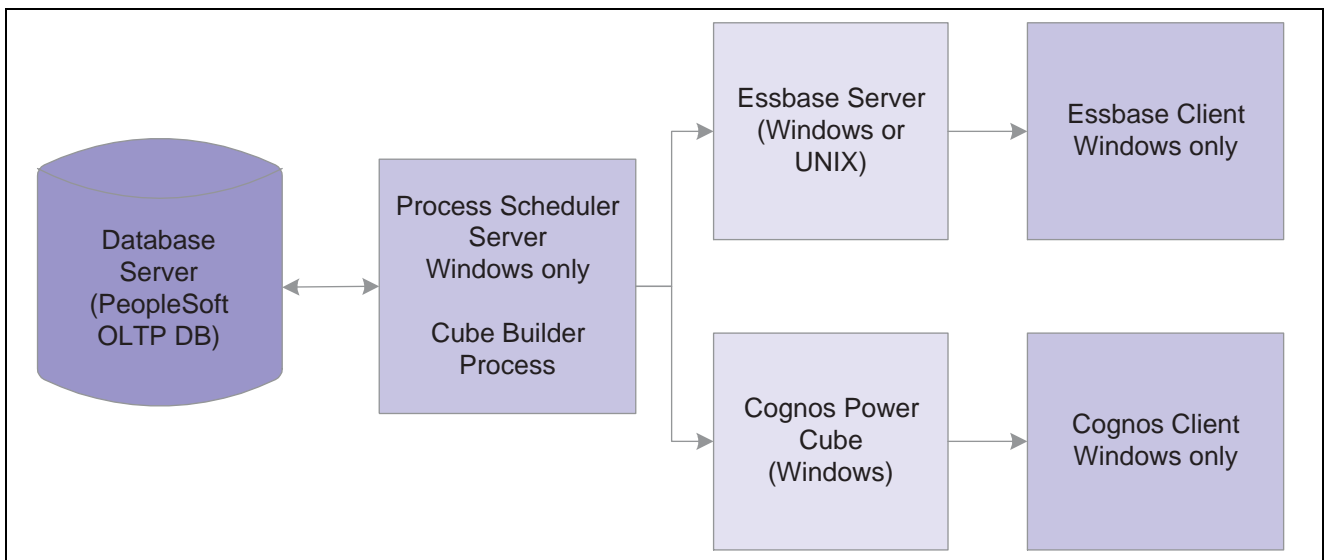 Database
Server
(PeopleSoft
OLTP DB)
Process Scheduler
Server
Windows only
Cube Builder
Process
Essbase Server
(Windows or
UNIX)
Essbase Client
Windows only
Cognos Power
Cube
(Windows)
Cognos Client
Windows only